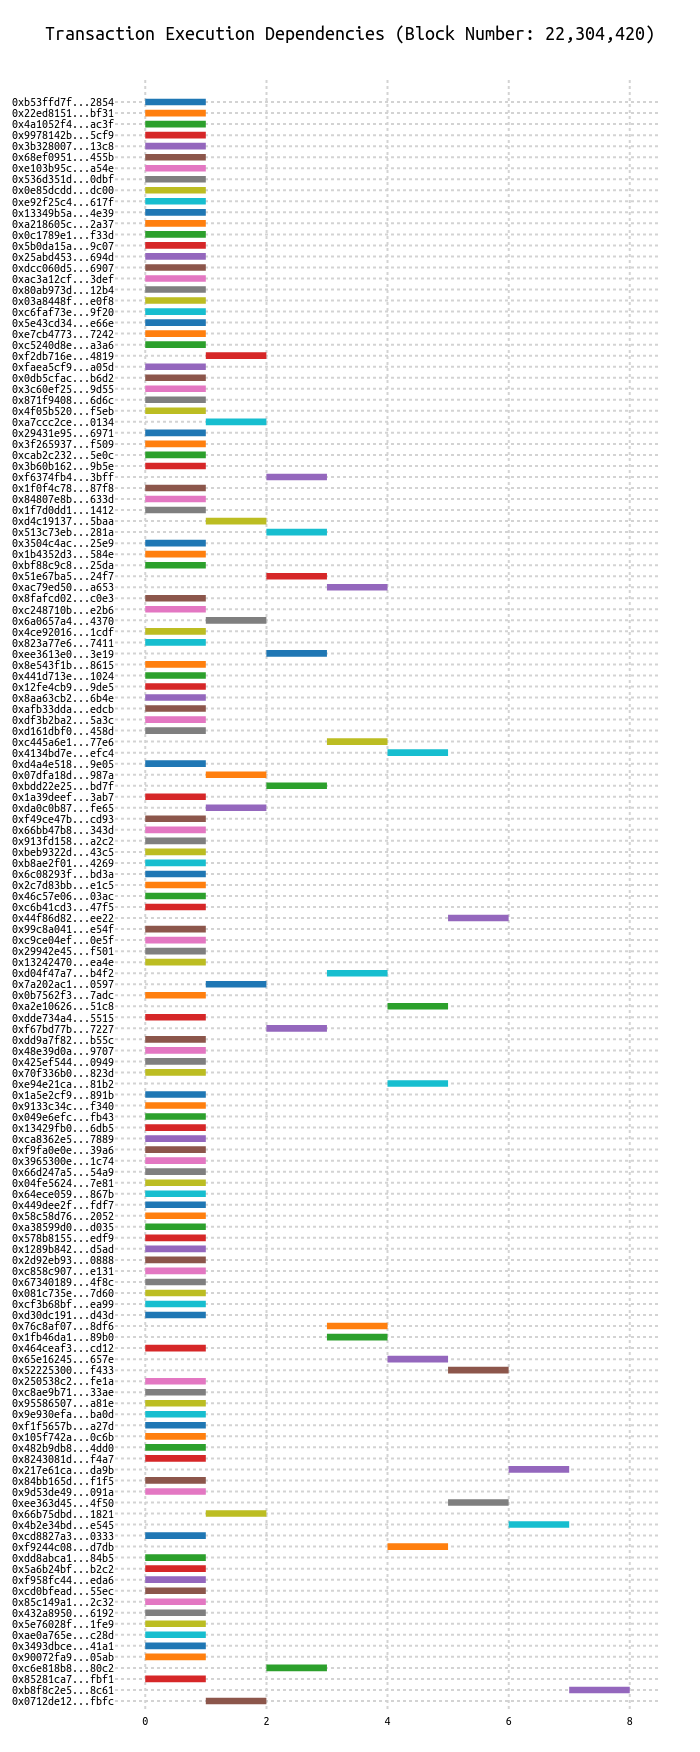 Transaction Execution Dependencies (Block Number: 22,304,420)
0xb53ffd7f...2854
0x22ed8151...bf31
0x4a1052f4...ac3f
0x9978142b...5cf9
0x3b328007...13c8
0x68ef0951...455b
0xe103b95c...a54e
0x536d351d...0dbf
0x0e85dcdd...dc00
0xe92f25c4...617f
0x13349b5a...4e39
0xa218605c...2a37
0x0c1789e1...f33d
0x5b0da15a...9c07
0x25abd453...694d
0xdcc060d5...6907
0xac3a12cf...3def
0x80ab973d...12b4
0x03a8448f...e0f8
0xc6faf73e...9f20
0x5e43cd34...e66e
0xe7cb4773...7242
0xc5240d8e...a3a6
0xf2db716e...4819
0xfaea5cf9...a05d
0x0db5cfac...b6d2
0x3c60ef25...9d55
0x871f9408...6d6c
0x4f05b520...f5eb
0xa7ccc2ce...0134
0x29431e95...6971
0x3f265937...f509
0xcab2c232...5e0c
0x3b60b162...9b5e
0xf6374fb4...3bff
0x1f0f4c78...87f8
0x84807e8b...633d
0x1f7d0dd1...1412
0xd4c19137...5baa
0x513c73eb...281a
0x3504c4ac...25e9
0x1b4352d3...584e
0xbf88c9c8...25da
0x51e67ba5...24f7
0xac79ed50...a653
0x8fafcd02...c0e3
0xc248710b...e2b6
0x6a0657a4...4370
0x4ce92016...1cdf
0x823a77e6...7411
0xee3613e0...3e19
0x8e543f1b...8615
0x441d713e...1024
0x12fe4cb9...9de5
0x8aa63cb2...6b4e
0xafb33dda...edcb
0xdf3b2ba2...5a3c
0xd161dbf0...458d
0xc445a6e1...77e6
0x4134bd7e...efc4
0xd4a4e518...9e05
0x07dfa18d...987a
0xbdd22e25...bd7f
0x1a39deef...3ab7
0xda0c0b87...fe65
0xf49ce47b...cd93
0x66bb47b8...343d
0x913fd158...a2c2
0xbeb9322d...43c5
0xb8ae2f01...4269
0x6c08293f...bd3a
0x2c7d83bb...e1c5
0x46c57e06...03ac
0xc6b41cd3...47f5
0x44f86d82...ee22
0x99c8a041...e54f
0xc9ce04ef...0e5f
0x29942e45...f501
0x13242470...ea4e
0xd04f47a7...b4f2
0x7a202ac1...0597
0x0b7562f3...7adc
0xa2e10626...51c8
0xdde734a4...5515
0xf67bd77b...7227
0xdd9a7f82...b55c
0x48e39d0a...9707
0x425ef544...0949
0x70f336b0...823d
0xe94e21ca...81b2
0x1a5e2cf9...891b
0x9133c34c...f340
0x049e6efc...fb43
0x13429fb0...6db5
0xca8362e5...7889
0xf9fa0e0e...39a6
0x3965300e...1c74
0x66d247a5...54a9
0x04fe5624...7e81
0x64ece059...867b
0x449dee2f...fdf7
0x58c58d76...2052
0xa38599d0...d035
0x578b8155...edf9
0x1289b842...d5ad
0x2d92eb93...0888
0xc858c907...e131
0x67340189...4f8c
0x081c735e...7d60
0xcf3b68bf...ea99
0xd30dc191...d43d
0x76c8af07...8df6
0x1fb46da1...89b0
0x464ceaf3...cd12
0x65e16245...657e
0x52225300...f433
0x250538c2...fe1a
0xc8ae9b71...33ae
0x95586507...a81e
0x9e930efa...ba0d
0xf1f5657b...a27d
0x105f742a...0c6b
0x482b9db8...4dd0
0x8243081d...f4a7
0x217e61ca...da9b
0x84bb165d...f1f5
0x9d53de49...091a
0xee363d45...4f50
0x66b75dbd...1821
0x4b2e34bd...e545
0xcd8827a3...0333
0xf9244c08...d7db
0xdd8abca1...84b5
0x5a6b24bf...b2c2
0xf958fc44...eda6
0xcd0bfead...55ec
0x85c149a1...2c32
0x432a8950...6192
0x5e76028f...1fe9
0xae0a765e...c28d
0x3493dbce...41a1
0x90072fa9...05ab
0xc6e818b8...80c2
0x85281ca7...fbf1
0xb8f8c2e5...8c61
0x0712de12...fbfc
0 2 4 6 8